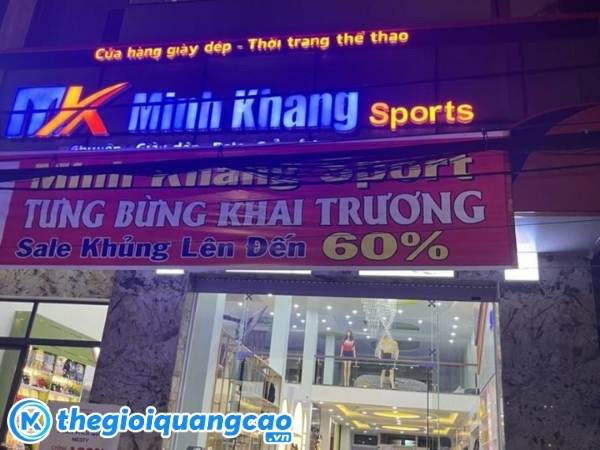 Cửa hàng giày dép - Thời trang thể thao
MK Minh Khang Sports
Minh Khang Sport
TƯNG BỪNG KHAI TRƯƠNG
Sale Khủng Lên Đến 60%
thegioiquangcao
.vn